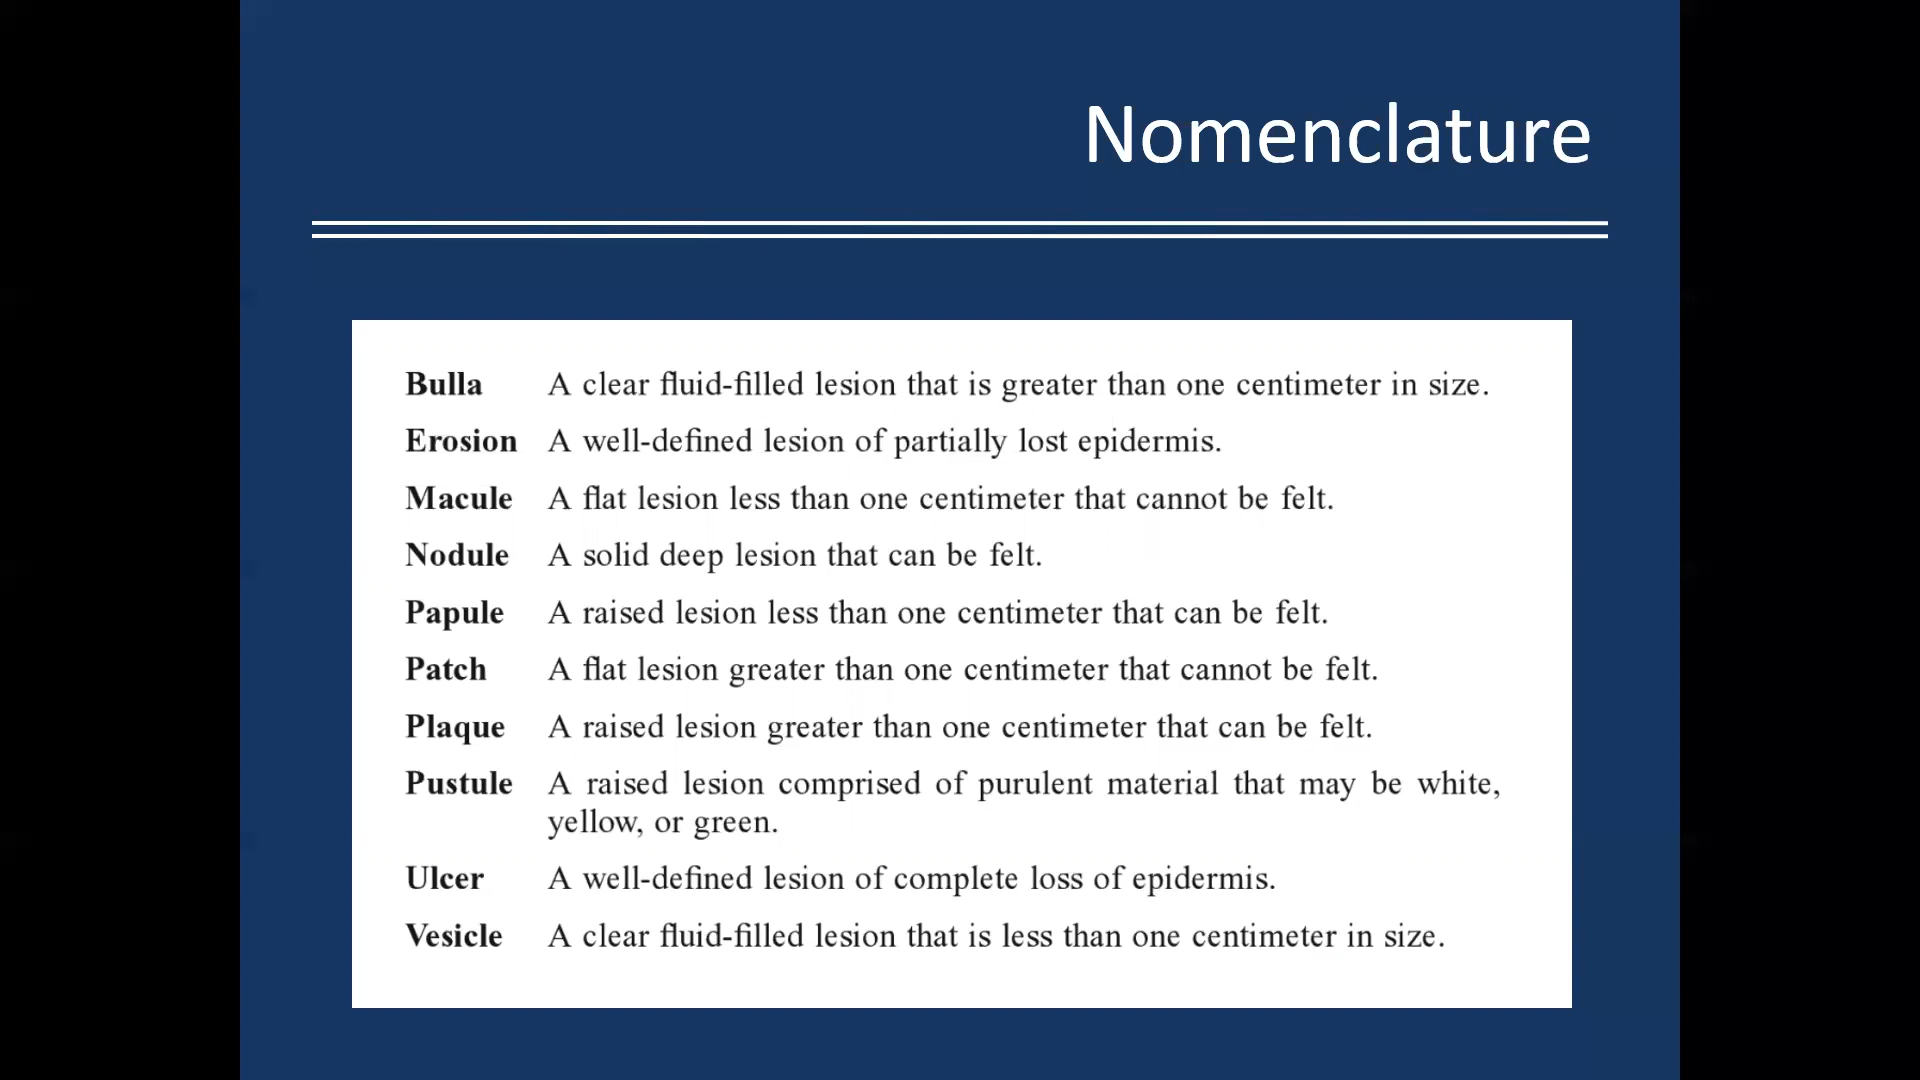 Nomenclature
Bulla A clear fluid-filled lesion that is greater than one centimeter in size.
Erosion A well-defined lesion of partially lost epidermis.
Macule A flat lesion less than one centimeter that cannot be felt.
Nodule A solid deep lesion that can be felt.
Papule A raised lesion less than one centimeter that can be felt.
Patch A flat lesion greater than one centimeter that cannot be felt.
Plaque A raised lesion greater than one centimeter that can be felt.
Pustule A raised lesion comprised of purulent material that may be white,
yellow, or green.
Ulcer A well-defined lesion of complete loss of epidermis.
Vesicle A clear fluid-filled lesion that is less than one centimeter in size.